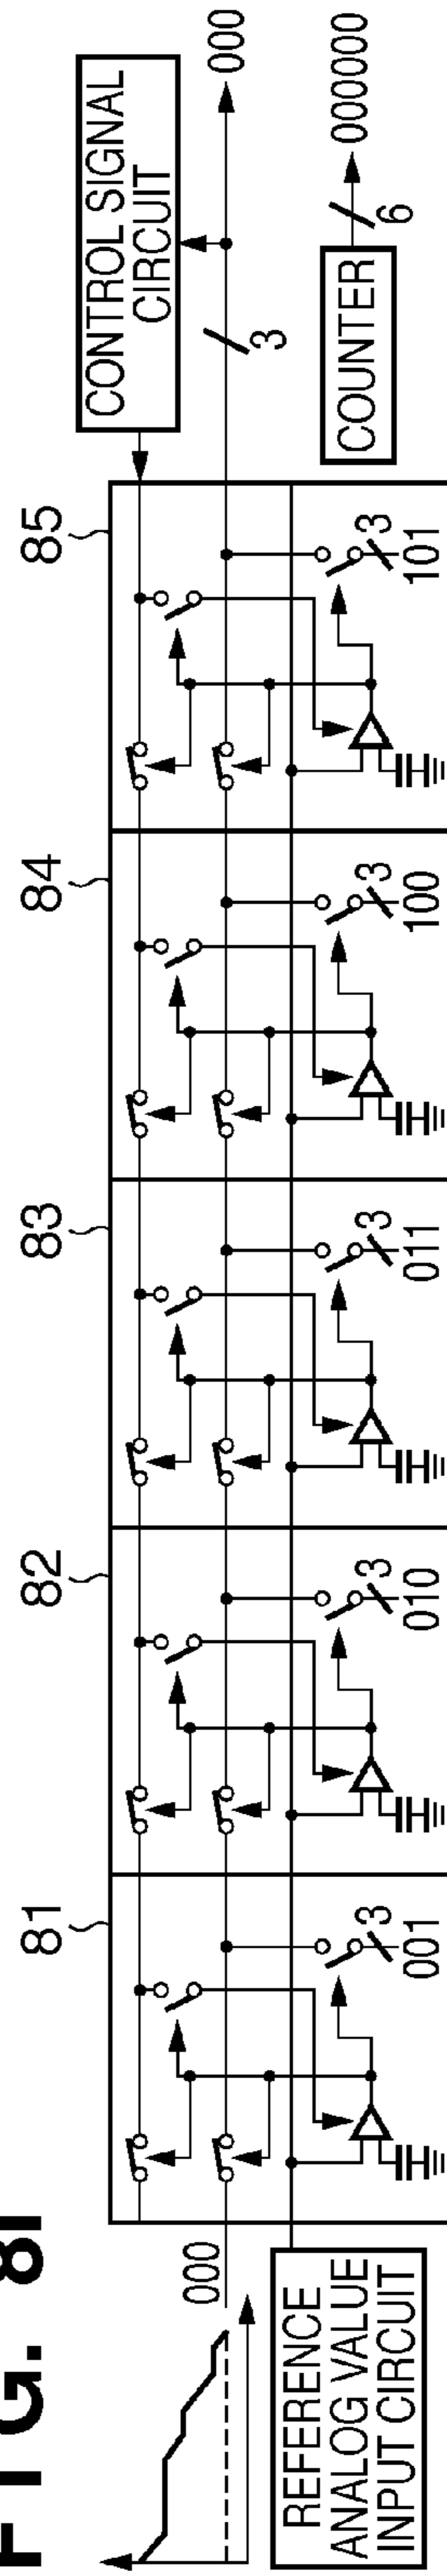 FIG.
81
82
83
84
85
CONTROL SIGNAL
CIRCUIT
000
3
000
REFERENCE
ANALOG VALUE
INPUT CIRCUIT
3
001
3
010
3
011
3
100
3
101
COUNTER
6
000000